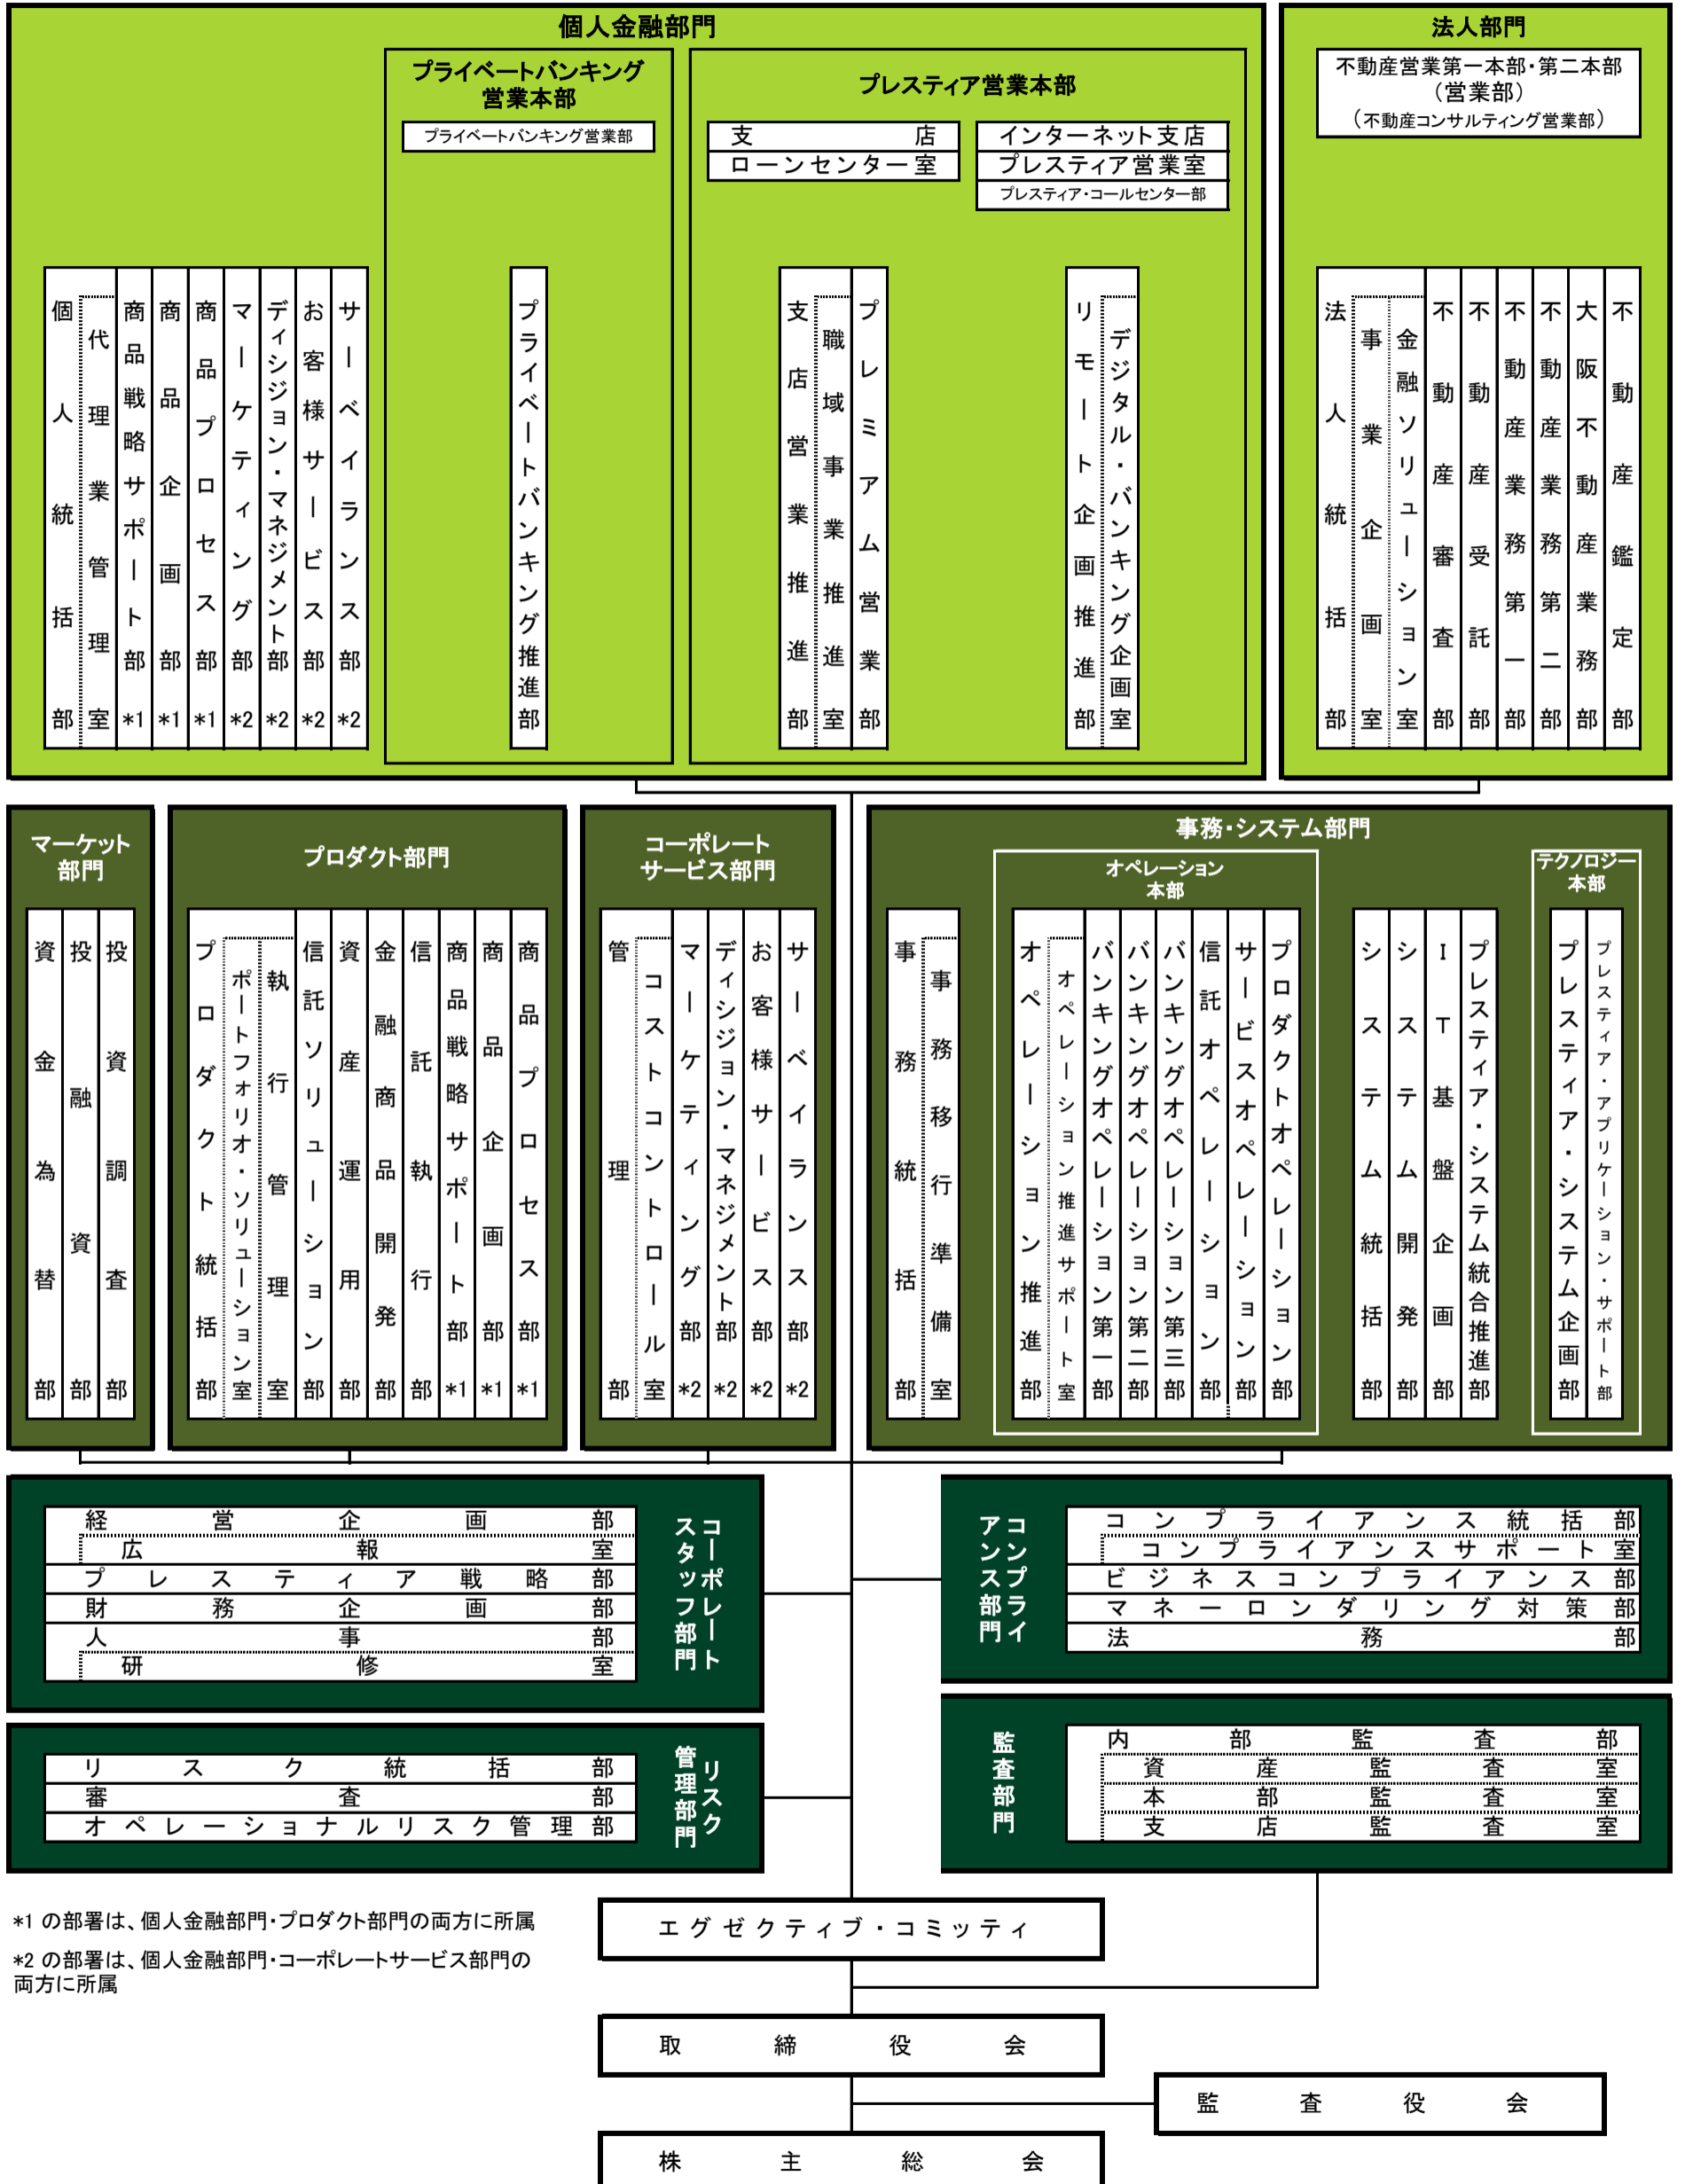 個人金融部門
プライベートバンキング
営業本部
プライベートバンキング営業部
プレスティア営業本部
支店
ローンセンター室
インターネット支店
プレスティア営業室
プレスティア・コールセンター部
個人統括部
代理業管理室
商品戦略サポート部*1
商品企画部*1
商品プロセス部*1
マーケティング部*2
ディシジョン・マネジメント部*2
お客様サービス部*2
サーベイランス部*2
プライベートバンキング推進部
支店営業推進部
職域事業推進室
プレミアム営業部
リモート企画推進部
デジタル・バンキング企画室
法人部門
不動産営業第一本部・第二本部
（営業部）
（不動産コンサルティング営業部）
法人統括部
事業企画室
金融ソリューション室
不動産審査部
不動産受託部
不動産業務第一部
不動産業務第二部
大阪不動産業務部
不動産鑑定部
マーケット
部門
資金為替部
投融資部
投資調査部
プロダクト部門
プロダクト統括部
ポートフォリオ・ソリューション室
執行管理室
信託ソリューション部
資産運用部
金融商品開発部
信託執行部
商品戦略サポート部*1
商品企画部*1
商品プロセス部*1
コーポレート
サービス部門
管理部
コストコントロール室
マーケティング部*2
ディシジョン・マネジメント部*2
お客様サービス部*2
サーベイランス部*2
事務・システム部門
事務統括部
事務移行準備室
オペレーション
本部
オペレーション推進部
オペレーション推進サポート室
バンキングオペレーション第一部
バンキングオペレーション第二部
バンキングオペレーション第三部
信託オペレーション部
サービスオペレーション部
プロダクトオペレーション部
システム統括部
システム開発部
IT基盤企画部
プレスティア・システム統合推進部
テクノロジー
本部
プレスティア・システム企画部
プレスティア・アプリケーション・サポート部
コーポレート
スタッフ部門
経営企画部
広報室
プレスティア戦略部
財務企画部
人事部
研修室
コンプライ
アンス部門
コンプライアンス統括部
コンプライアンスサポート室
ビジネスコンプライアンス部
マネーロンダリング対策部
法務部
リスク
管理部門
リスク統括部
審査部
オペレーショナルリスク管理部
監査部門
内部監査部
資産監査室
本部監査室
支店監査室
*1 の部署は、個人金融部門・プロダクト部門の両方に所属
*2 の部署は、個人金融部門・コーポレートサービス部門の
両方に所属
エグゼクティブ・コミッティ
取締役会
監査役会
株主総会